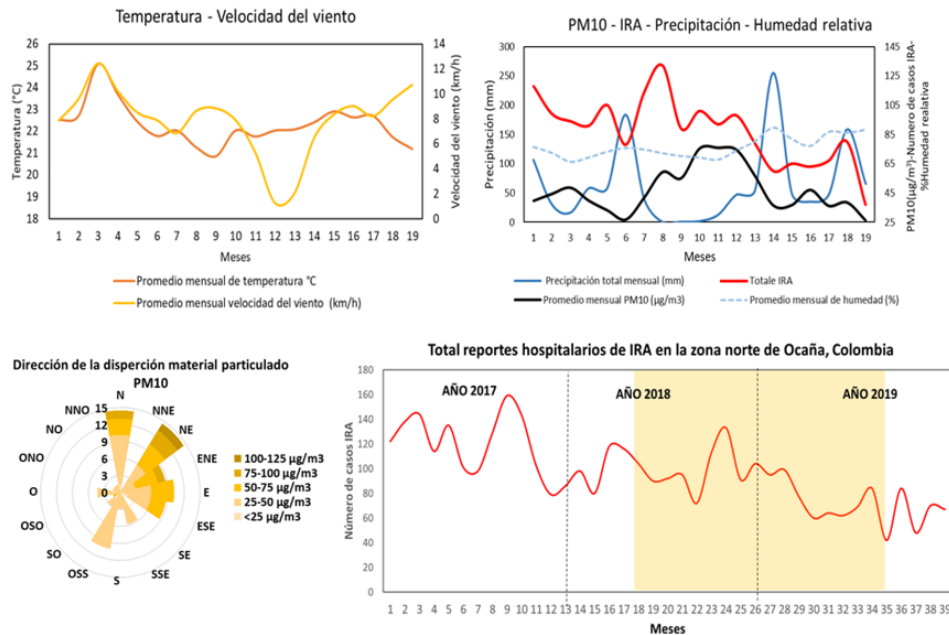 Temperatura - Velocidad del viento
Temperatura (°C)
26
25
24
23
22
21
20
19
18
14
12
10
8
6
4
2
0
Velocidad del viento (km/h)
1 2 3 4 5 6 7 8 9 10 11 12 13 14 15 16 17 18 19
Meses
Promedio mensual de temperatura °C
Promedio mensual velocidad del viento (km/h)
PM10 - IRA - Precipitación - Humedad relativa
Precipitación (mm)
300
250
200
150
100
50
0
145
125
105
85
65
45
25
PM10(µg/m³)-Numero de casos IRA-
%Humedad realativa
1 2 3 4 5 6 7 8 9 10 11 12 13 14 15 16 17 18 19
Meses
Precipitación total mensual (mm)
Totale IRA
Promedio mensual PM10 (µg/m3)
Promedio mensual de humedad (%)
Dirección de la disperción material particulado
PM10
N
NNE
NE
ENE
E
ESE
SE
SSE
S
OSS
SO
OSO
O
ONO
NO
NNO
15
12
9
6
3
0
100-125 µg/m3
75-100 µg/m3
50-75 µg/m3
25-50 µg/m3
<25 µg/m3
Total reportes hospitalarios de IRA en la zona norte de Ocaña, Colombia
Número de casos IRA
180
160
140
120
100
80
60
40
20
0
AÑO 2017
AÑO 2018
AÑO 2019
1 2 3 4 5 6 7 8 9 10 11 12 13 14 15 16 17 18 19 20 21 22 23 24 25 26 27 28 29 30 31 32 33 34 35 36 37 38 39
Meses